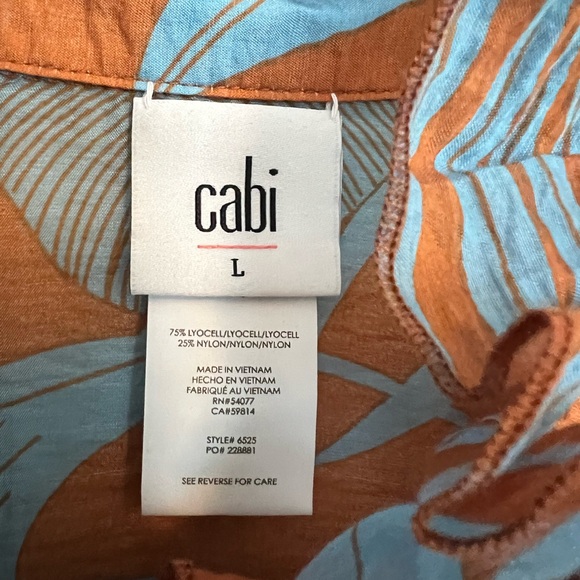 cabi
L
75% LYOCELL/LYOCELL/LYOCELL
25% NYLON/NYLON/NYLON
MADE IN VIETNAM
HECHO EN VIETNAM
FABRIQUÉ AU VIETNAM
RN#54077
CA#59814
STYLE# 6525
PO# 228881
SEE REVERSE FOR CARE